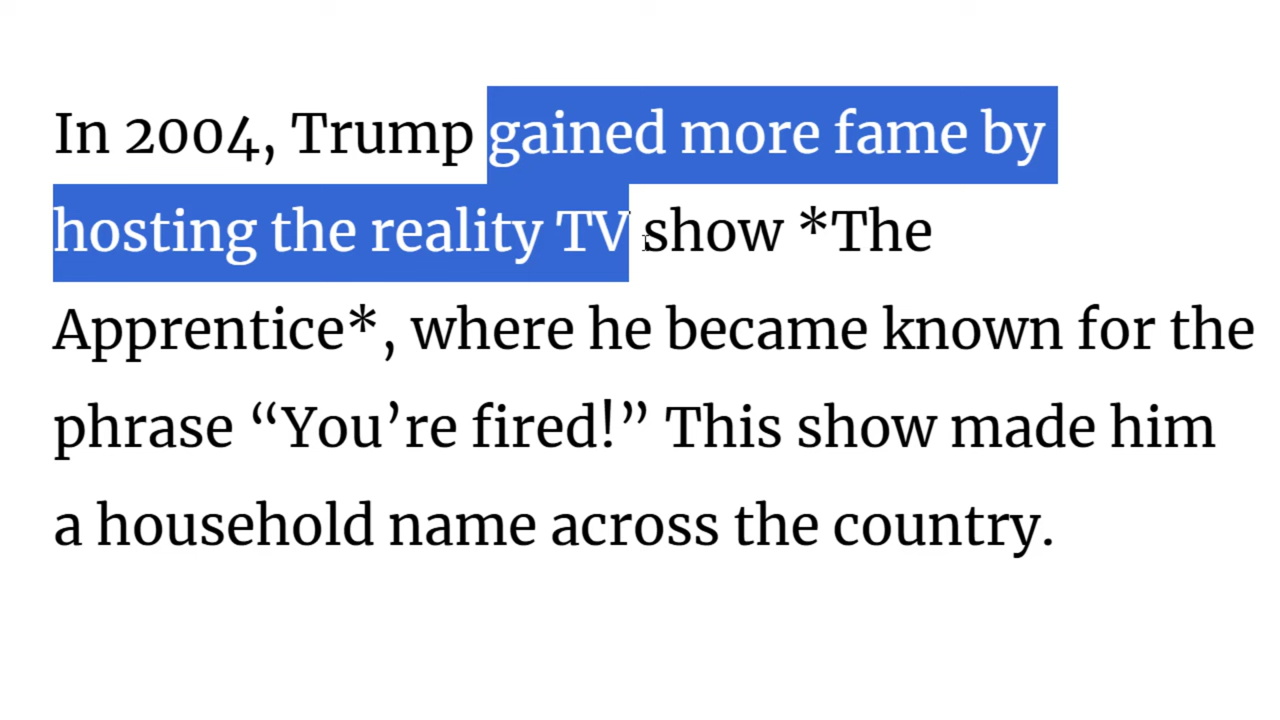 In 2004, Trump gained more fame by
hosting the reality TV show *The
Apprentice*, where he became known for the
phrase “You’re fired!” This show made him
a household name across the country.